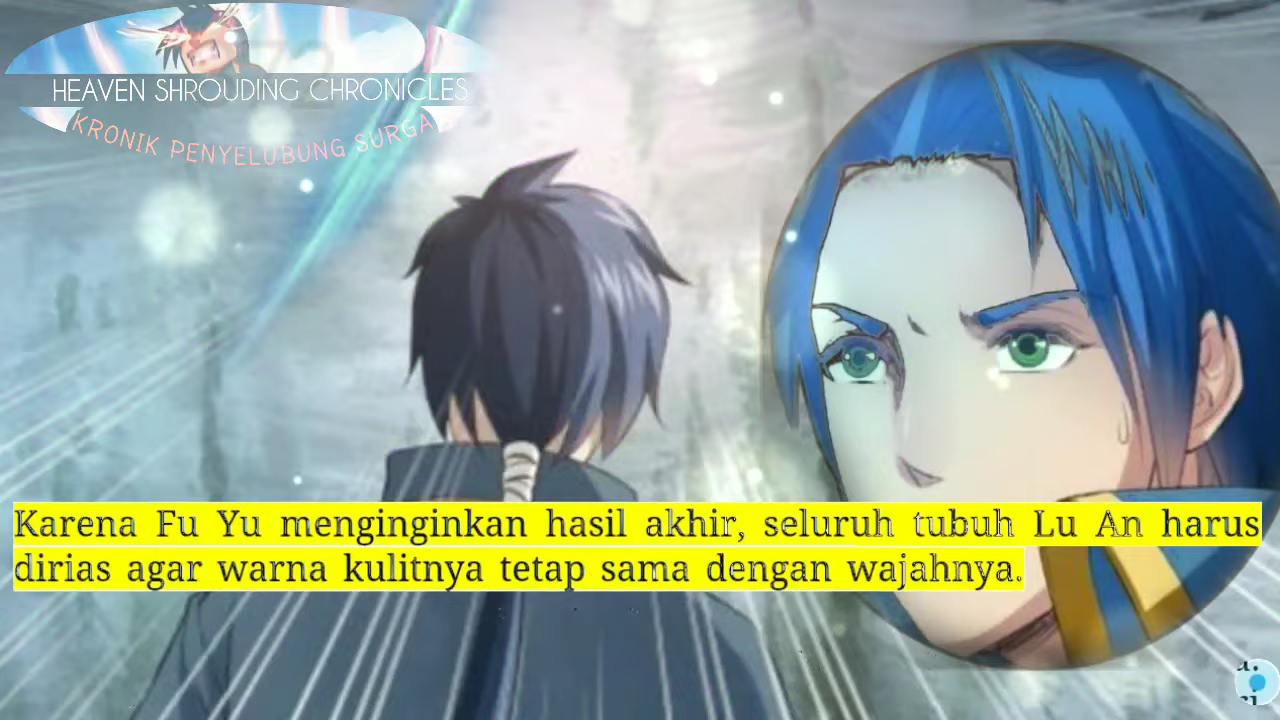 HEAVEN SHROUDING CHRONICLES
KRONIK PENYELUBUNG SURGA
Karena Fu Yu menginginkan hasil akhir, seluruh tubuh Lu An harus
dirias agar warna kulitnya tetap sama dengan wajahnya.